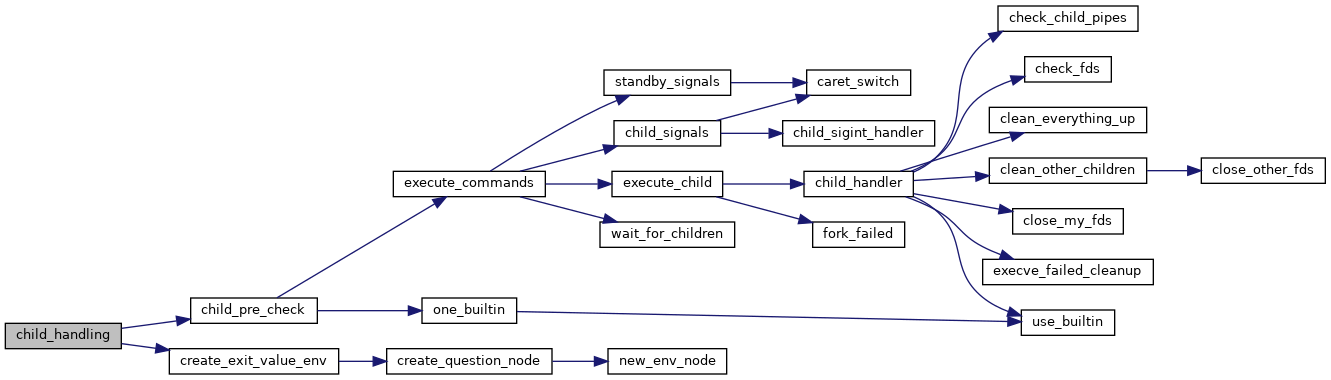 check_child_pipes
check_fds
standby_signals
caret_switch
clean_everything_up
child_signals
child_sigint_handler
clean_other_children
close_other_fds
execute_commands
execute_child
child_handler
close_my_fds
wait_for_children
fork_failed
execve_failed_cleanup
child_pre_check
one_builtin
use_builtin
child_handling
create_exit_value_env
create_question_node
new_env_node